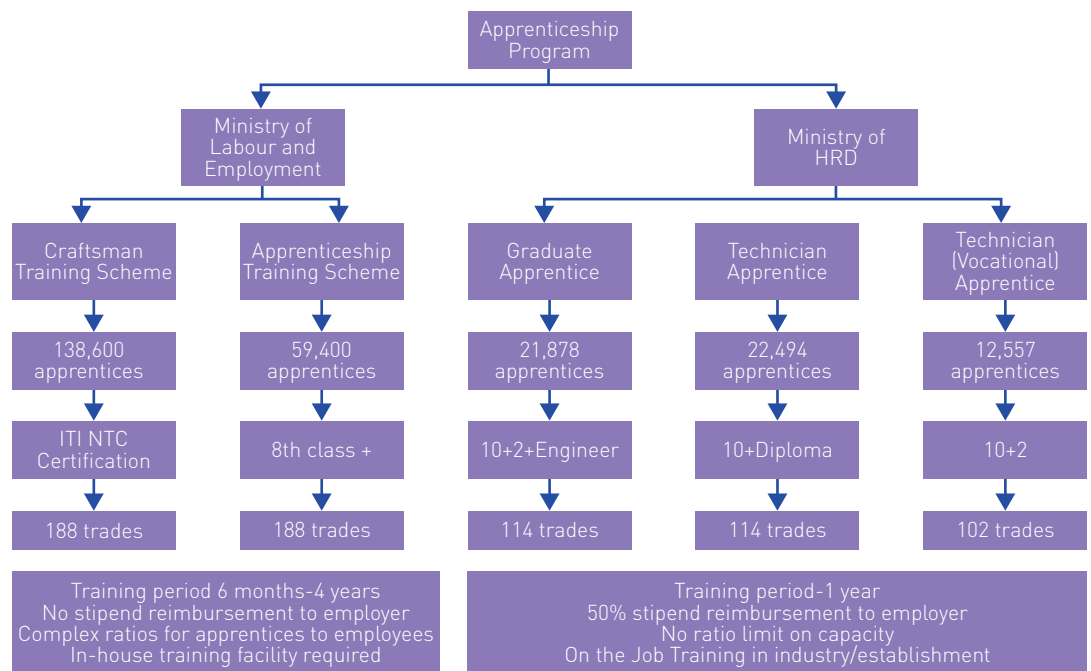 Apprenticeship
Program
Ministry of
Labour and
Employment
Ministry of
HRD
Craftsman
Training Scheme
Apprenticeship
Training Scheme
Graduate
Apprentice
Technician
Apprentice
Technician
(Vocational)
Apprentice
138,600
apprentices
59,400
apprentices
21,878
apprentices
22,494
apprentices
12,557
apprentices
ITI NTC
Certification
8th class +
10+2+Engineer
10+Diploma
10+2
188 trades
188 trades
114 trades
114 trades
102 trades
Training period 6 months-4 years
No stipend reimbursement to employer
Complex ratios for apprentices to employees
In-house training facility required
Training period-1 year
50% stipend reimbursement to employer
No ratio limit on capacity
On the Job Training in industry/establishment